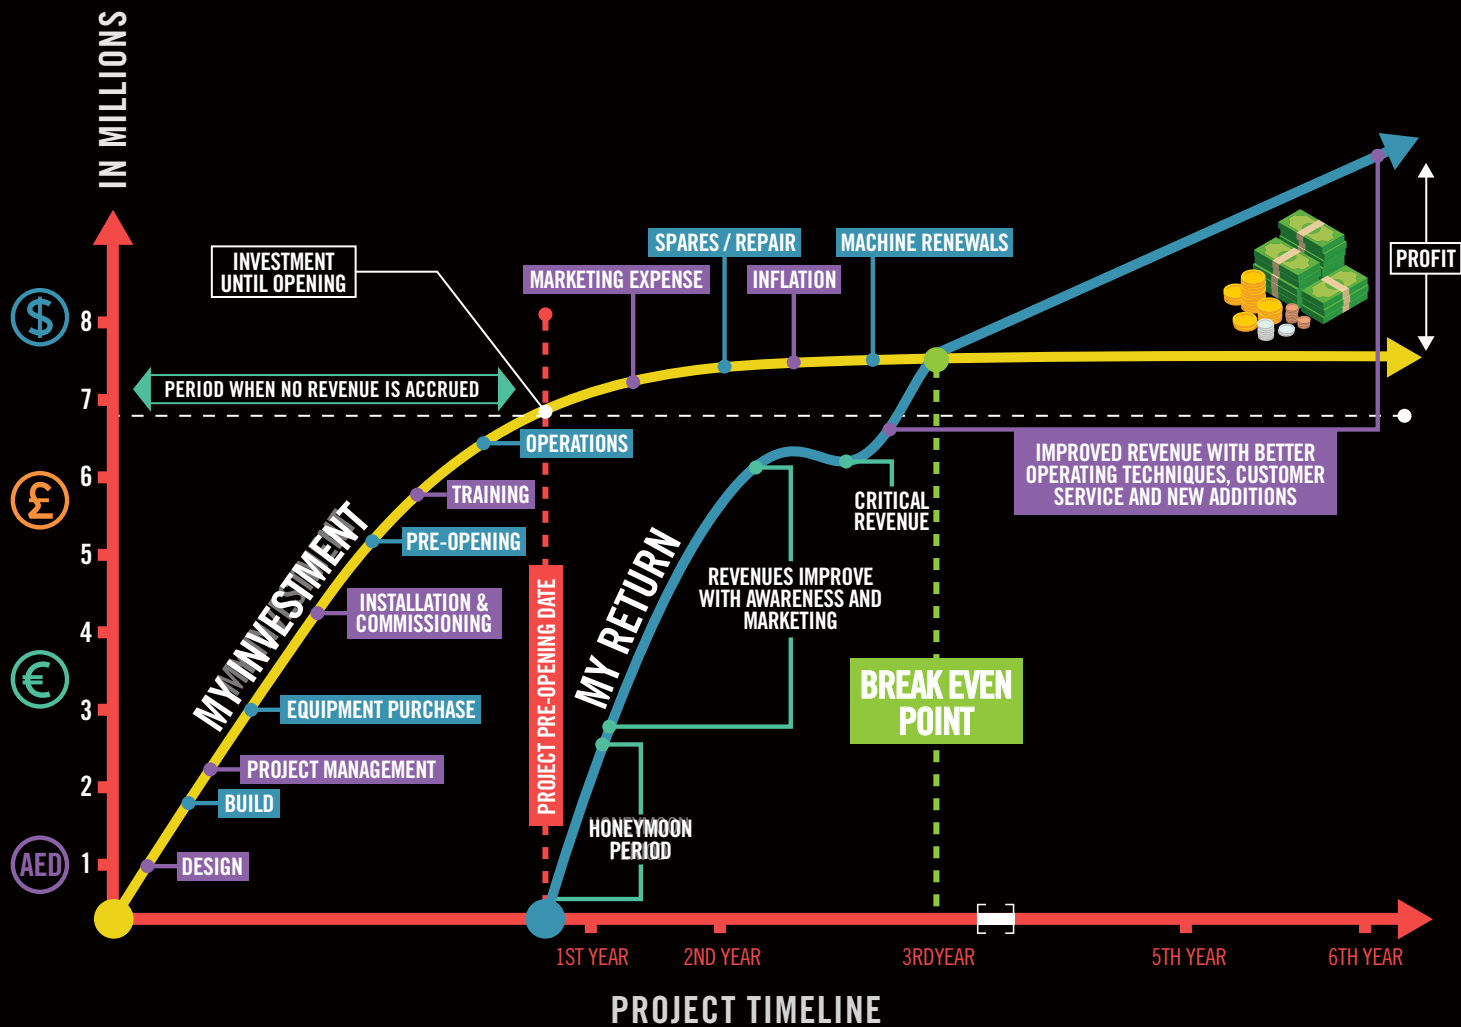 IN MILLIONS
$
£
€
AED
8
7
6
5
4
3
2
1
INVESTMENT
UNTIL OPENING
PERIOD WHEN NO REVENUE IS ACCRUED
MARKETING EXPENSE
SPARES / REPAIR
INFLATION
MACHINE RENEWALS
PROFIT
OPERATIONS
TRAINING
PRE-OPENING
INSTALLATION &
COMMISSIONING
EQUIPMENT PURCHASE
PROJECT MANAGEMENT
BUILD
DESIGN
MY INVESTMENT
PROJECT PRE-OPENING DATE
MY RETURN
CRITICAL
REVENUE
IMPROVED REVENUE WITH BETTER
OPERATING TECHNIQUES, CUSTOMER
SERVICE AND NEW ADDITIONS
REVENUES IMPROVE
WITH AWARENESS AND
MARKETING
HONEYMOON
PERIOD
BREAK EVEN
POINT
1ST YEAR
2ND YEAR
3RDYEAR
5TH YEAR
6TH YEAR
PROJECT TIMELINE